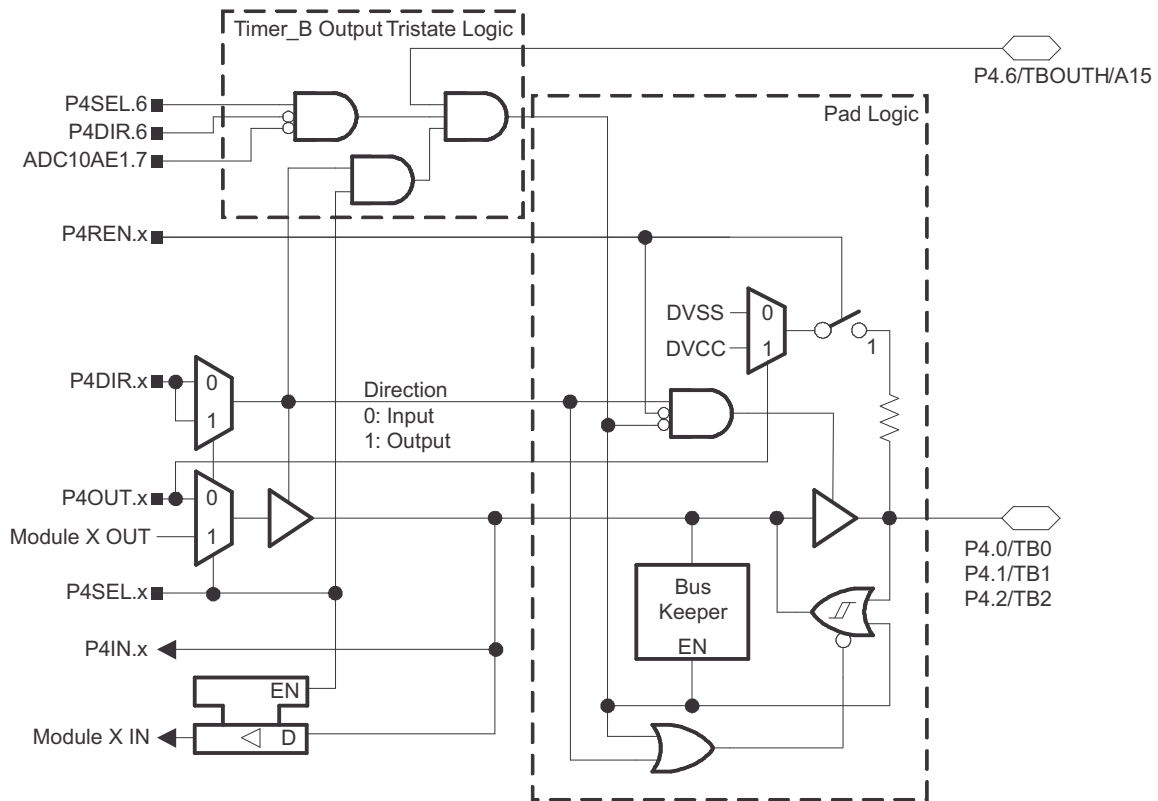 Timer_B Output Tristate Logic
P4.6/TBOUTH/A15
P4SEL.6
P4DIR.6
ADC10AE1.7
Pad Logic
P4REN.x
DVSS
0
DVCC
1
1
P4DIR.x
0
1
Direction
0: Input
1: Output
P4OUT.x
0
Module X OUT
1
P4SEL.x
Bus
Keeper
EN
P4.0/TB0
P4.1/TB1
P4.2/TB2
P4IN.x
EN
Module X IN
D